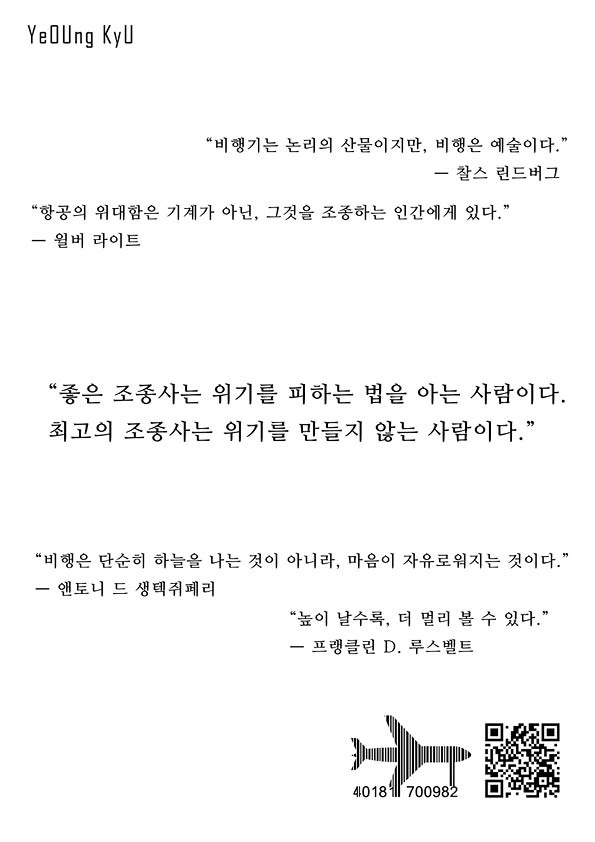 YeOUng KyU
“비행기는 논리의 산물이지만, 비행은 예술이다.”
— 찰스 린드버그
“항공의 위대함은 기계가 아닌, 그것을 조종하는 인간에게 있다.”
— 윌버 라이트
“좋은 조종사는 위기를 피하는 법을 아는 사람이다.
최고의 조종사는 위기를 만들지 않는 사람이다.”
“비행은 단순히 하늘을 나는 것이 아니라, 마음이 자유로워지는 것이다.”
— 앤토니 드 생텍쥐페리
“높이 날수록, 더 멀리 볼 수 있다.”
— 프랭클린 D. 루스벨트
40181 700982